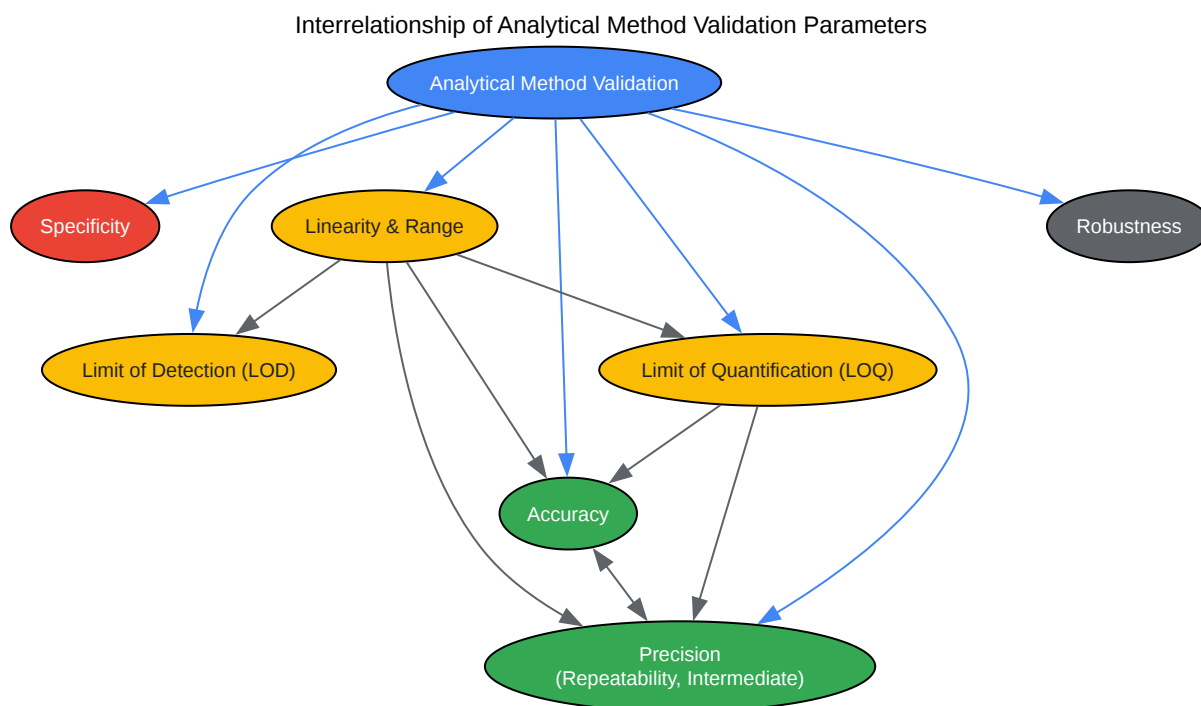 Interrelationship of Analytical Method Validation Parameters
Analytical Method Validation
Specificity
Linearity & Range
Robustness
Limit of Detection (LOD)
Limit of Quantification (LOQ)
Accuracy
Precision
(Repeatability, Intermediate)